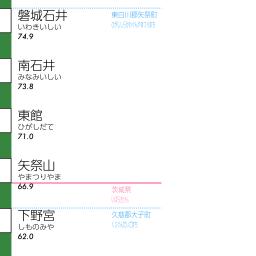 磐城石井
いわきいしい
74.9
東白川郡矢祭町
南石井
みなみいしい
73.8
東館
ひがしだて
71.0
矢祭山
やまつりやま
66.9
茨城県
下野宮
しものみや
62.0
久慈郡大子町